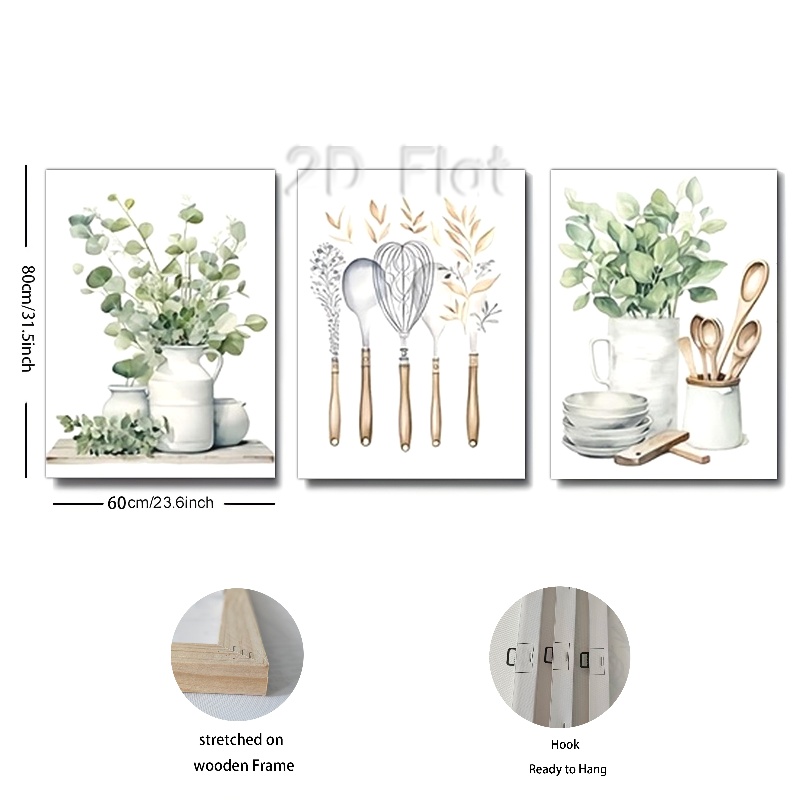 2D Flat
80cm/31.5inch
60cm/23.6inch
stretched on
wooden Frame
Hook
Ready to Hang